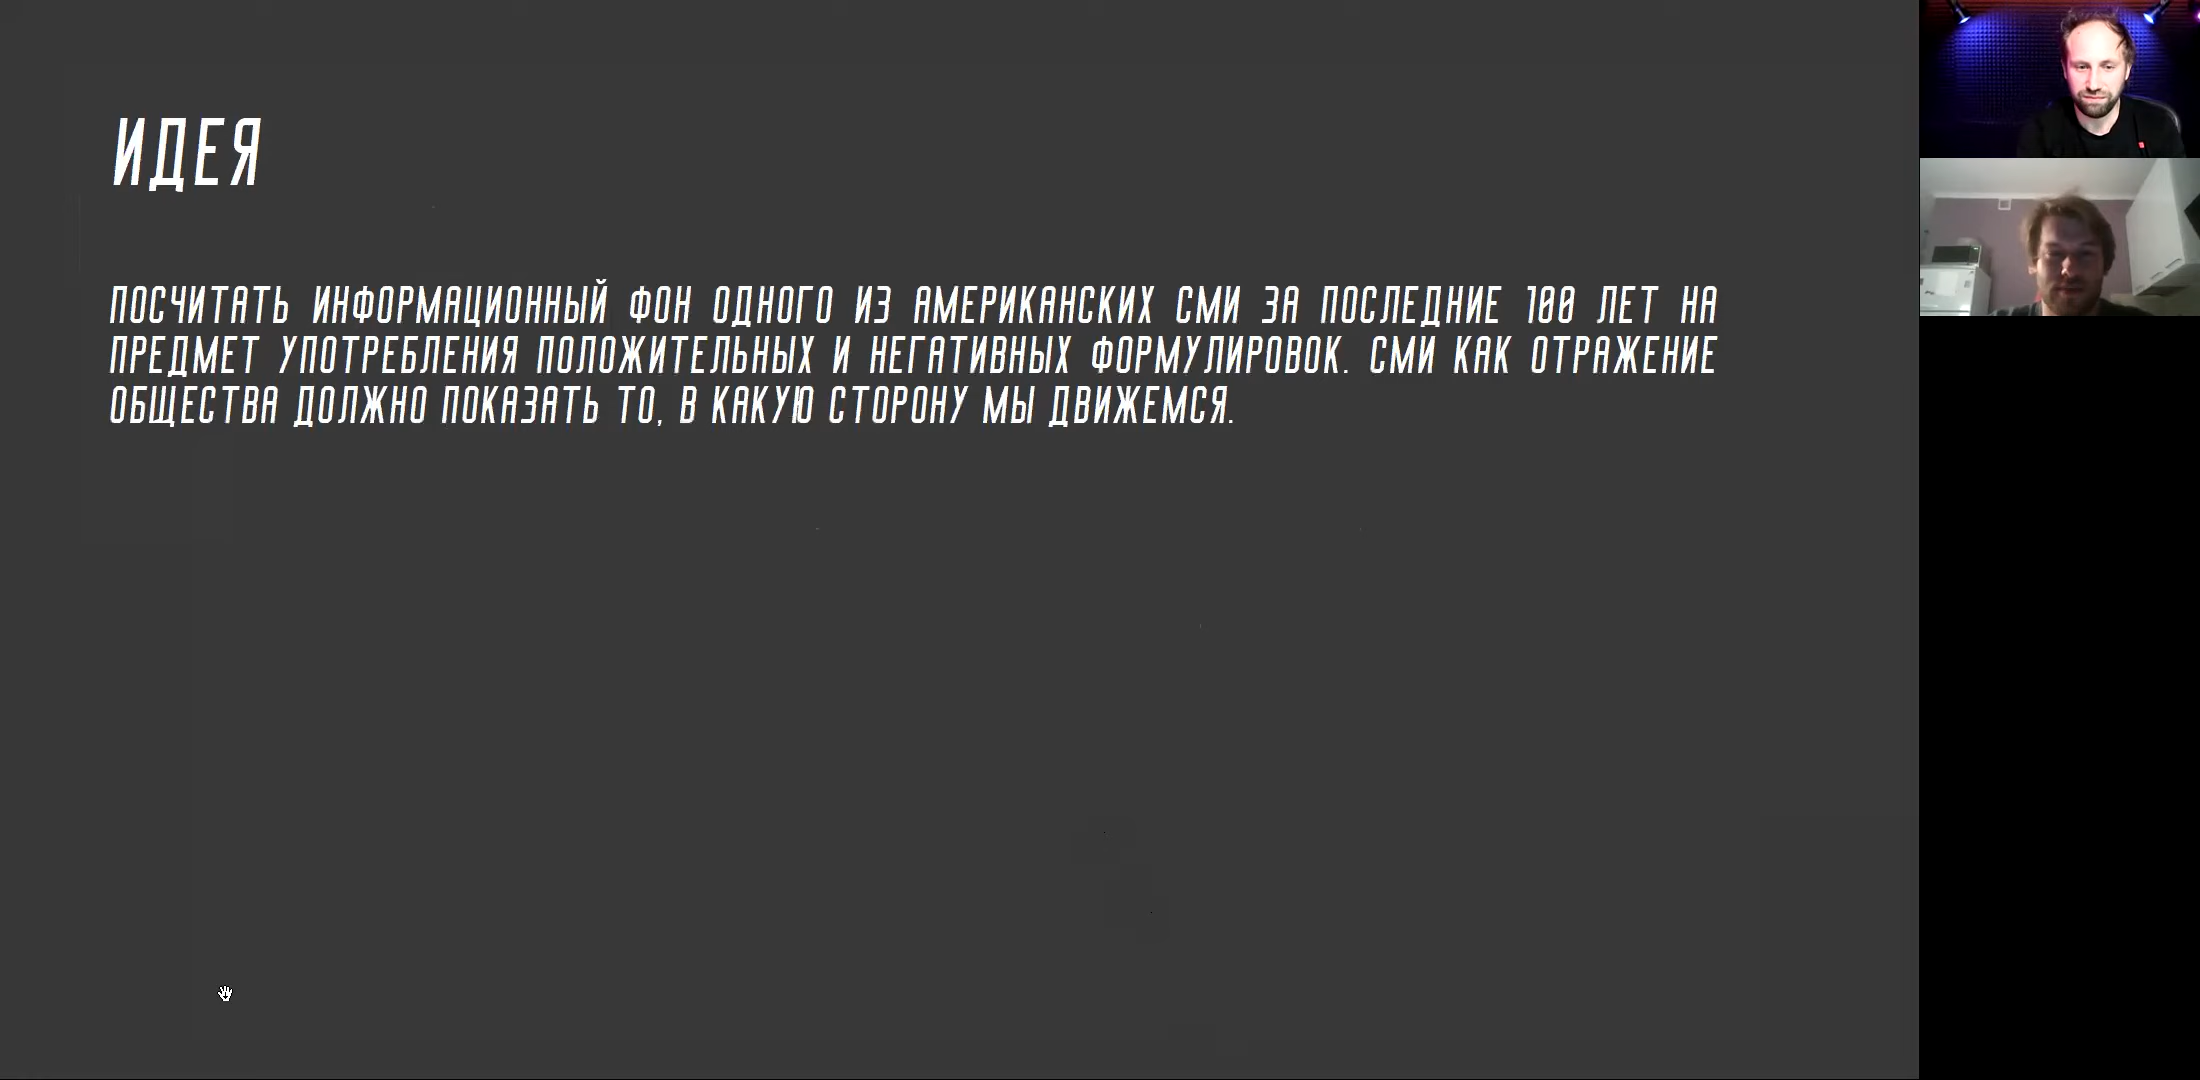 ИДЕЯ
ПОСЧИТАТЬ ИНФОРМАЦИОННЫЙ ФОН ОДНОГО ИЗ АМЕРИКАНСКИХ СМИ ЗА ПОСЛЕДНИЕ 100 ЛЕТ НА
ПРЕДМЕТ УПОТРЕБЛЕНИЯ ПОЛОЖИТЕЛЬНЫХ И НЕГАТИВНЫХ ФОРМУЛИРОВОК. СМИ КАК ОТРАЖЕНИЕ
ОБЩЕСТВА ДОЛЖНО ПОКАЗАТЬ ТО, В КАКУЮ СТОРОНУ МЫ ДВИЖЕМСЯ.